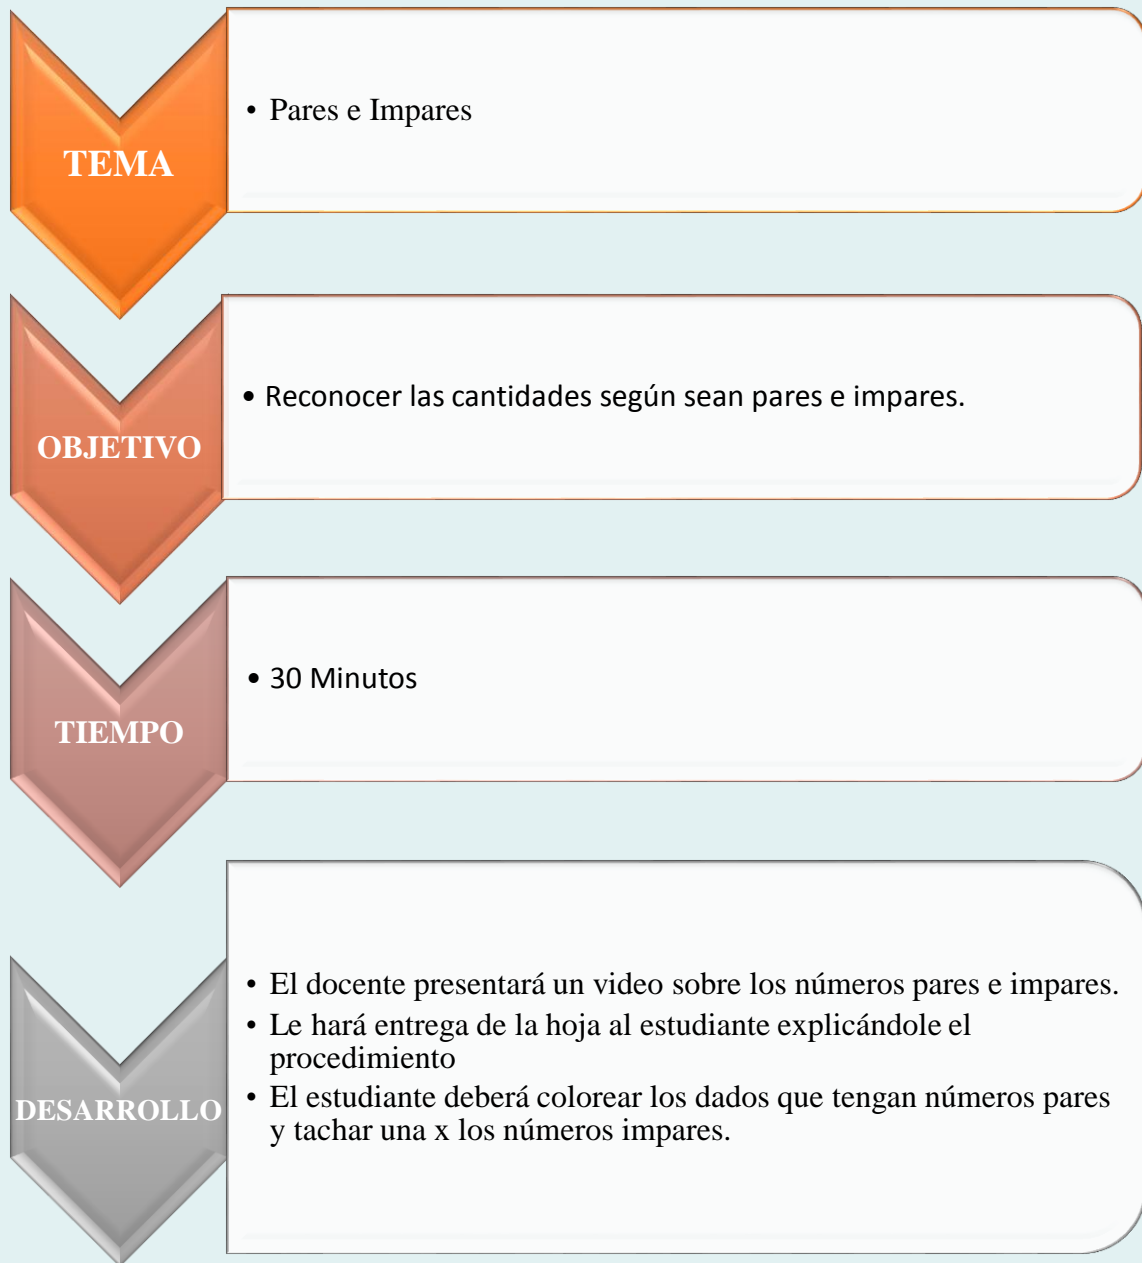 TEMA
• Pares e Impares
OBJETIVO
• Reconocer las cantidades según sean pares e impares.
TIEMPO
• 30 Minutos
DESARROLLO
• El docente presentará un video sobre los números pares e impares.
• Le hará entrega de la hoja al estudiante explicándole el
procedimiento
• El estudiante deberá colorear los dados que tengan números pares
y tachar una x los números impares.